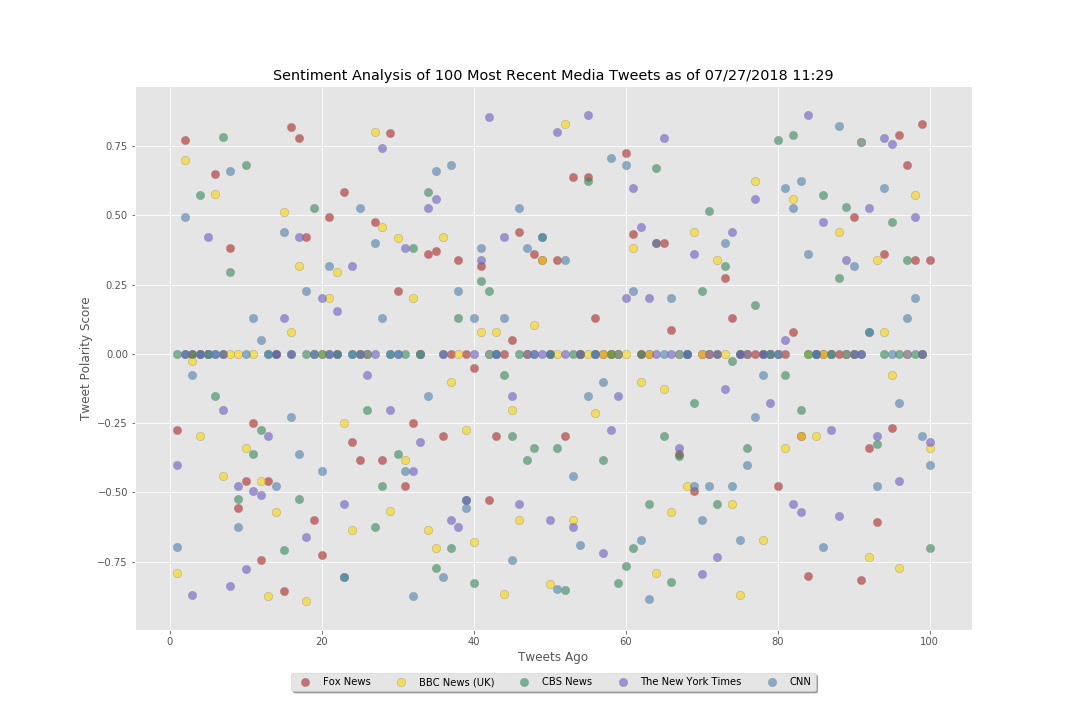 Sentiment Analysis of 100 Most Recent Media Tweets as of 07/27/2018 11:29
Tweet Polarity Score
0.75
0.50
0.25
0.00
−0.25
−0.50
−0.75
0 20 40 60 80 100
Tweets Ago
Fox News BBC News (UK) CBS News The New York Times CNN